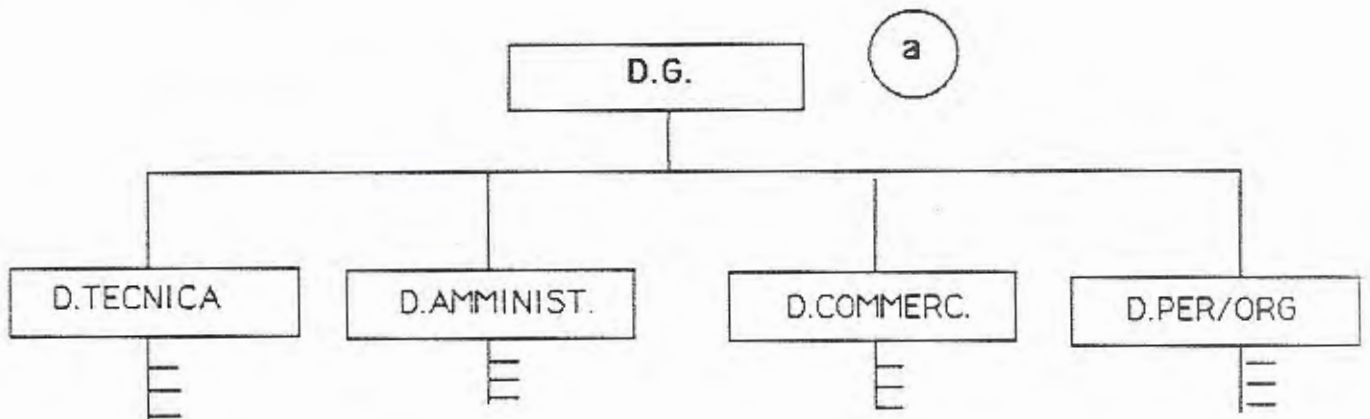 D.G.
a
D.TECNICA
D.AMMINIST.
D.COMMERC.
D.PER/ORG